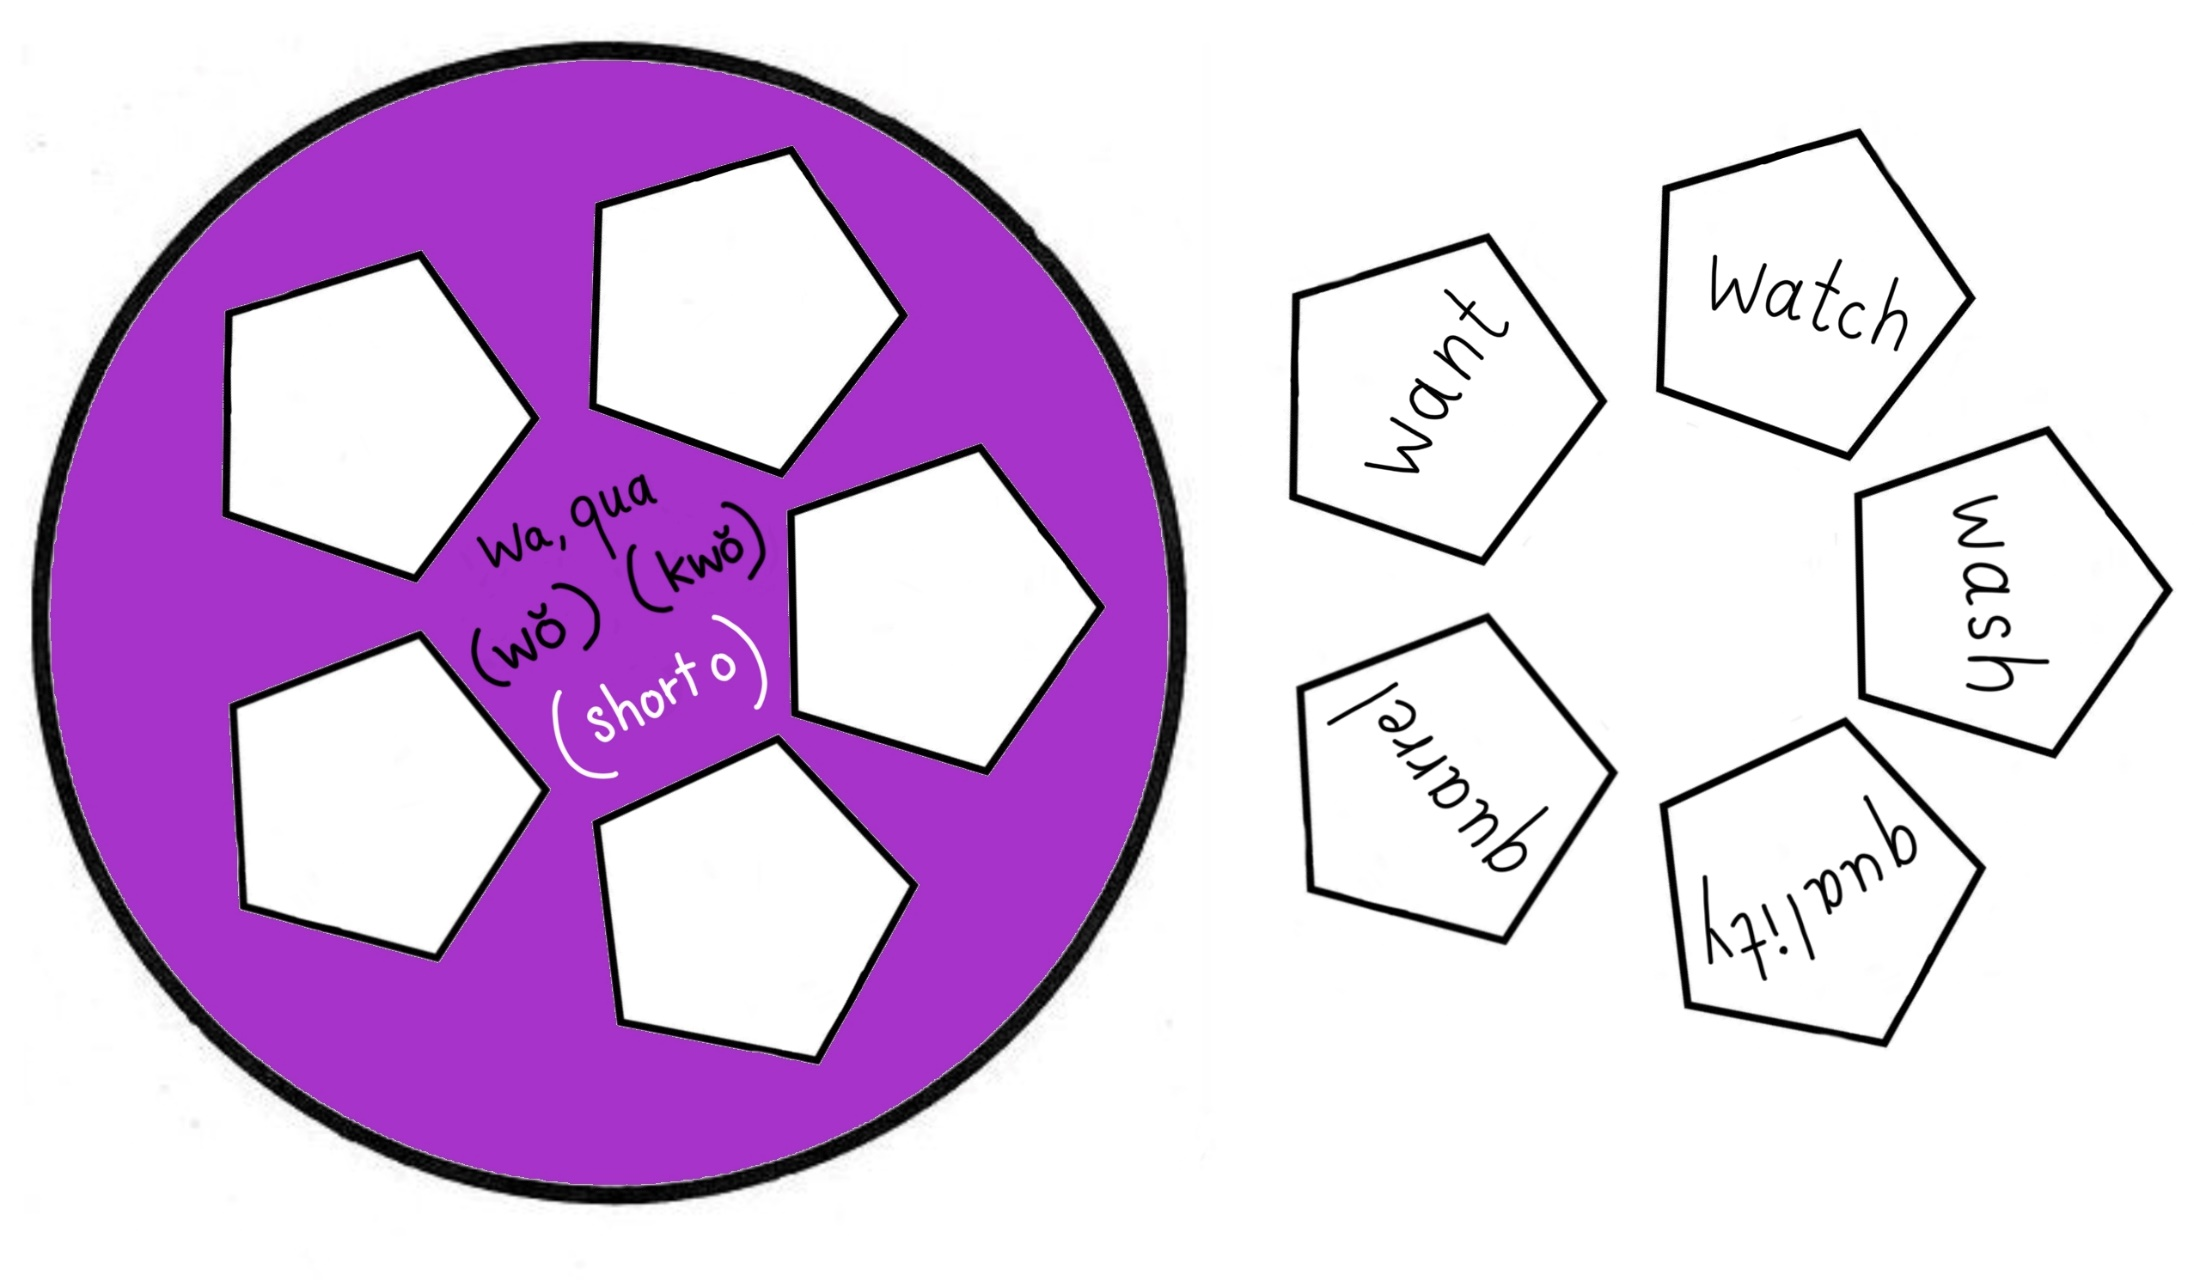 Wa, qua
(wŏ) (kwŏ)
(short o)
want
watch
wash
quality
quarrel